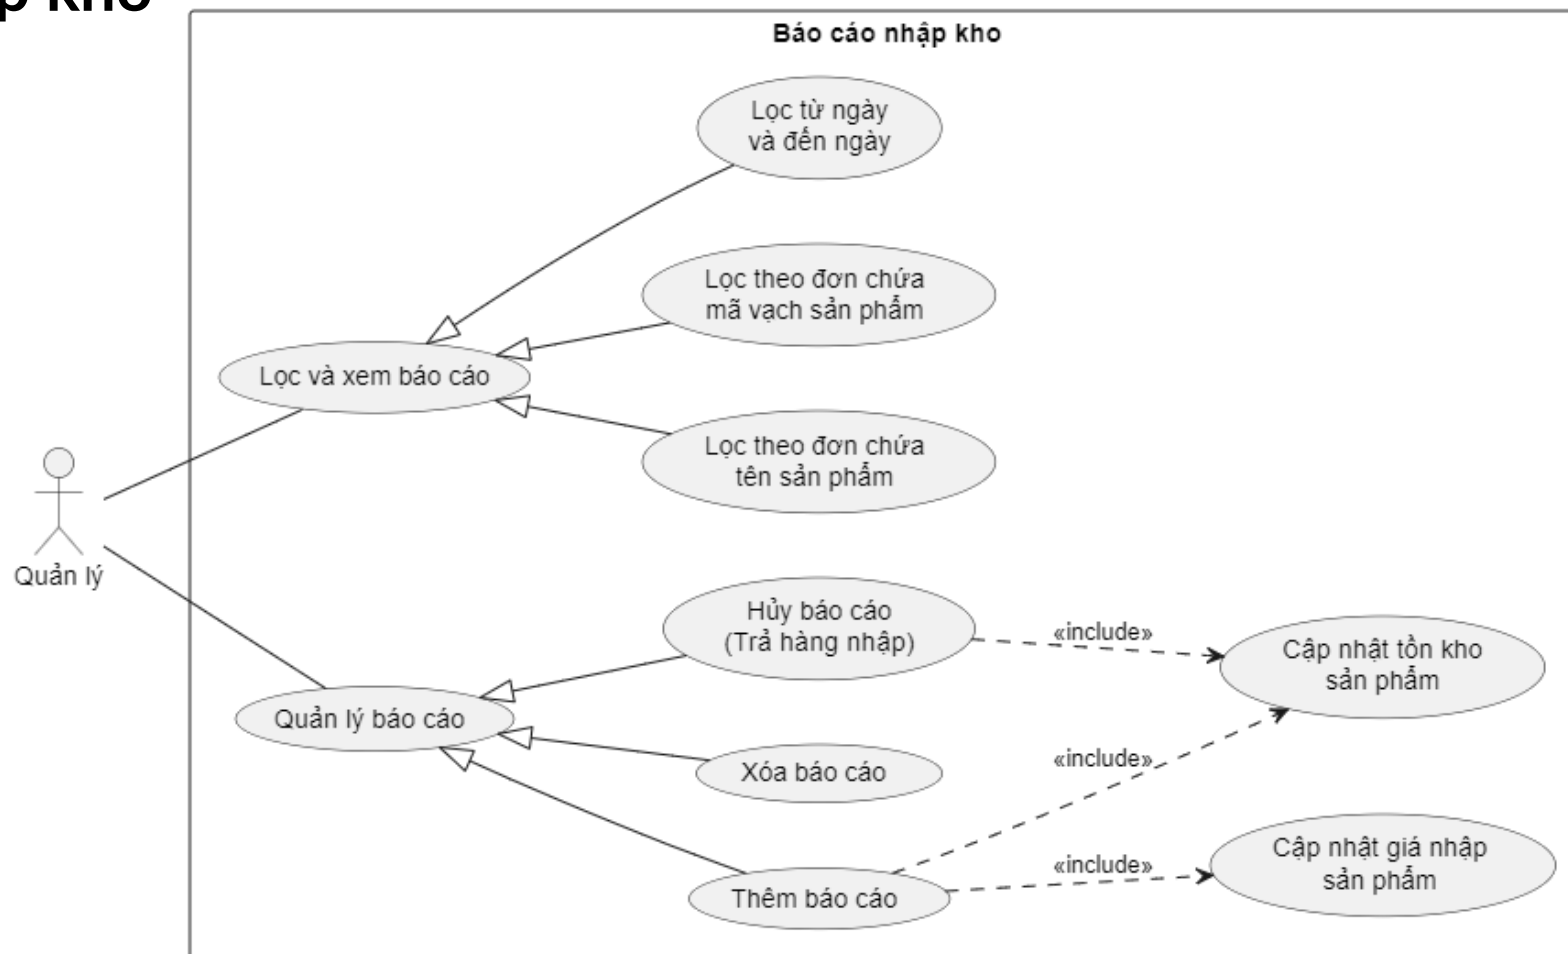 p kho
Báo cáo nhập kho
Lọc từ ngày
và đến ngày
Lọc theo đơn chứa
mã vạch sản phẩm
Lọc và xem báo cáo
Lọc theo đơn chứa
tên sản phẩm
Quản lý
Hủy báo cáo
(Trả hàng nhập)
«include»
Cập nhật tồn kho
sản phẩm
Quản lý báo cáo
Xóa báo cáo
«include»
Thêm báo cáo
«include»
Cập nhật giá nhập
sản phẩm